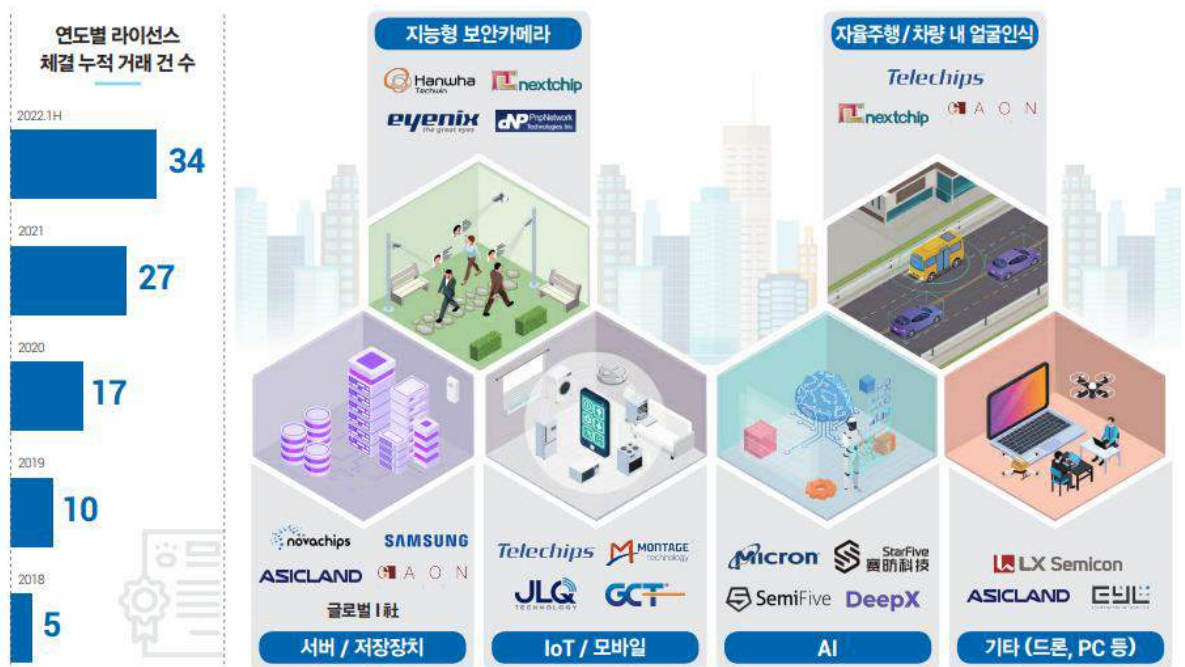 연도별 라이선스
체결 누적 거래 건 수
2022.1H
34
2021
27
2020
17
2019
10
2018
5
지능형 보안카메라
Hanwha
Techwin
nextchip
eyenix
the great eyes
PnpNetwork
Technologies, Inc
자율주행 / 차량 내 얼굴인식
Telechips
nextchip
GAON
novachips
SAMSUNG
ASICLAND
GAON
글로벌 I 社
서버 / 저장장치
Telechips
MONTAGE
technology
JLQ
TECHNOLOGY
GCT
IoT / 모바일
Micron
StarFive
赛昉科技
SemiFive
DeepX
AI
LX Semicon
ASICLAND
EYL
기타 (드론, PC 등)